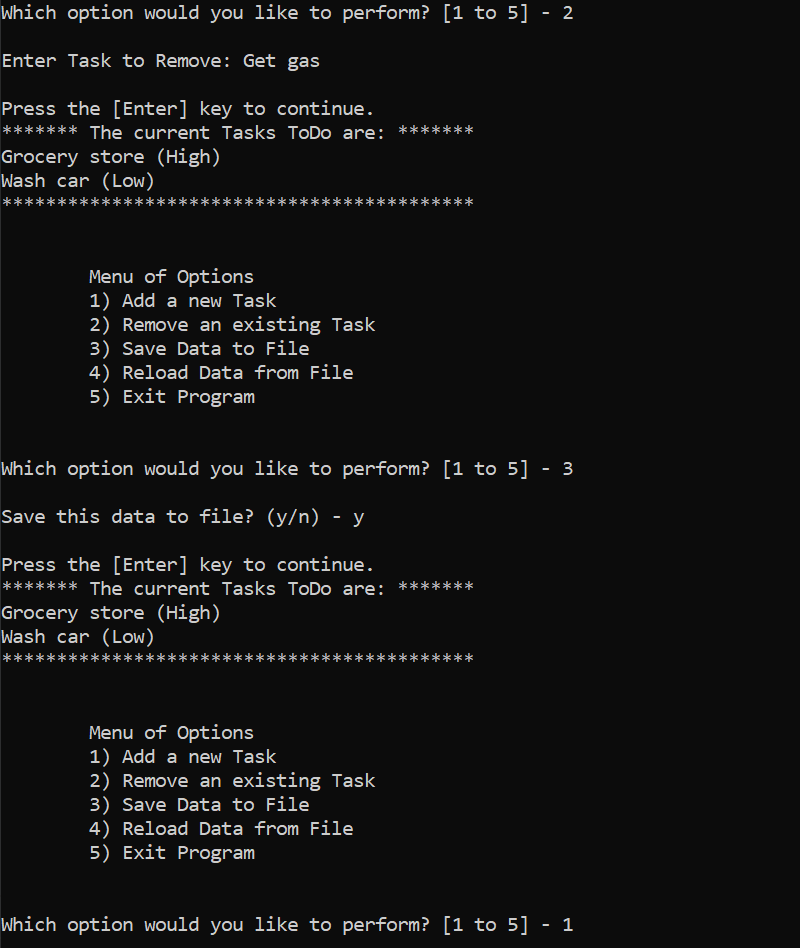 Which option would you like to perform? [1 to 5] - 2
Enter Task to Remove: Get gas
Press the [Enter] key to continue.
******* The current Tasks ToDo are: *******
Grocery store (High)
Wash car (Low)
*******************************************
Menu of Options
1) Add a new Task
2) Remove an existing Task
3) Save Data to File
4) Reload Data from File
5) Exit Program
Which option would you like to perform? [1 to 5] - 3
Save this data to file? (y/n) - y
Press the [Enter] key to continue.
******* The current Tasks ToDo are: *******
Grocery store (High)
Wash car (Low)
*******************************************
Menu of Options
1) Add a new Task
2) Remove an existing Task
3) Save Data to File
4) Reload Data from File
5) Exit Program
Which option would you like to perform? [1 to 5] - 1